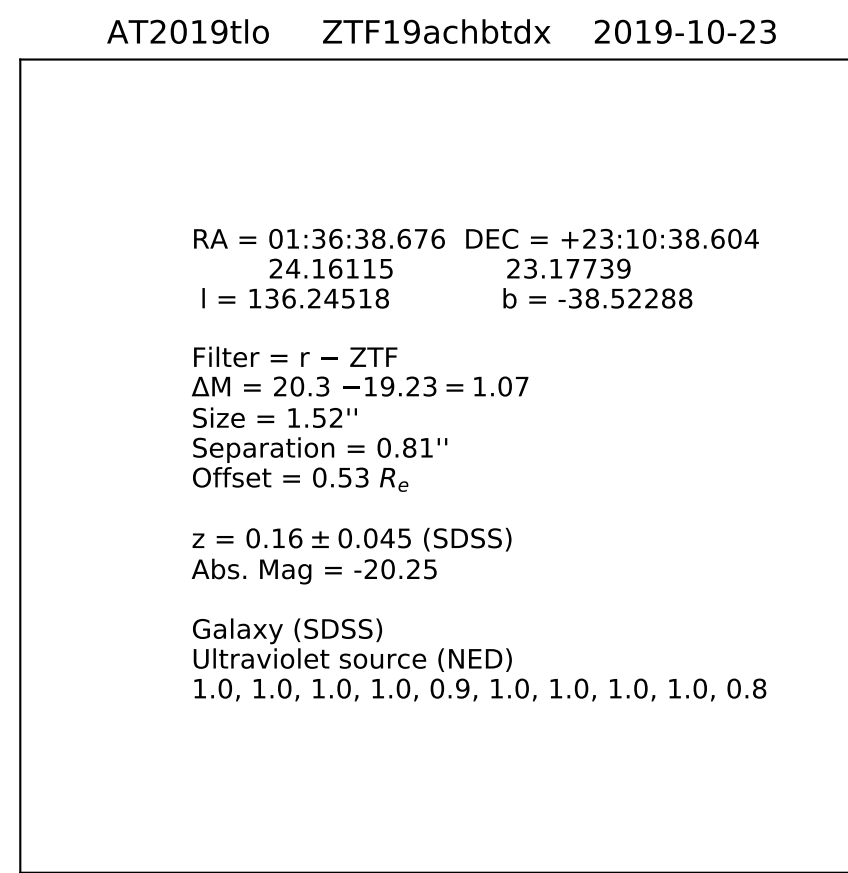 AT2019tlo ZTF19achbtdx 2019-10-23
RA = 01:36:38.676 DEC = +23:10:38.604
24.16115 23.17739
l = 136.24518 b = -38.52288
Filter = r − ZTF
ΔM = 20.3 −19.23 = 1.07
Size = 1.52''
Separation = 0.81''
Offset = 0.53 Rₑ
z = 0.16 ± 0.045 (SDSS)
Abs. Mag = -20.25
Galaxy (SDSS)
Ultraviolet source (NED)
1.0, 1.0, 1.0, 1.0, 0.9, 1.0, 1.0, 1.0, 1.0, 0.8